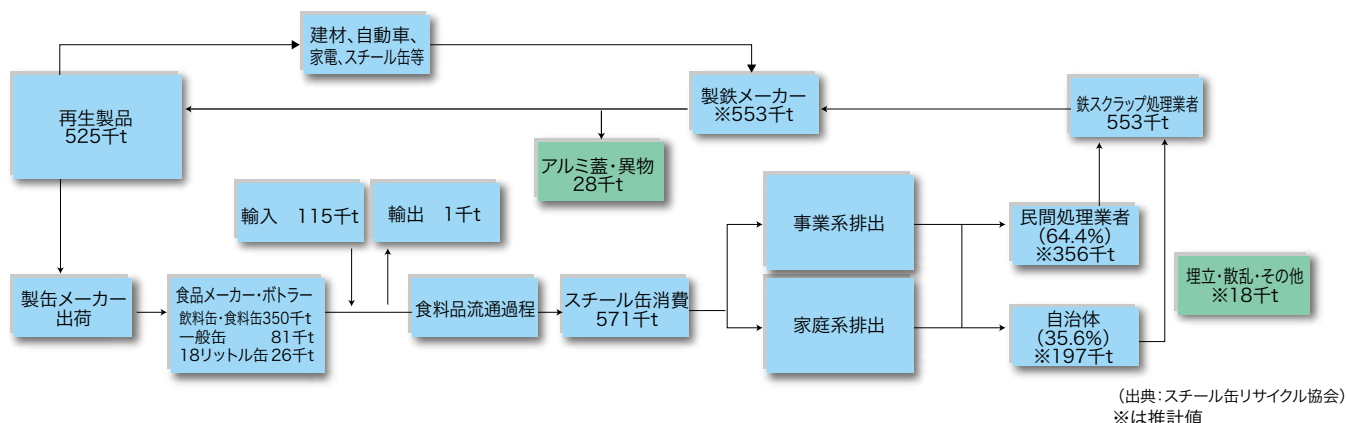 建材、自動車、
家電、スチール缶等
再生製品
525千t
製鉄メーカー
※553千t
鉄スクラップ処理業者
553千t
アルミ蓋・異物
28千t
輸入 115千t
輸出 1千t
事業系排出
民間処理業者
(64.4%)
※356千t
埋立・散乱・その他
※18千t
製缶メーカー
出荷
食品メーカー・ボトラー
飲料缶・食料缶350千t
一般缶 81千t
18リットル缶 26千t
食料品流通過程
スチール缶消費
571千t
家庭系排出
自治体
(35.6%)
※197千t
(出典:スチール缶リサイクル協会)
※は推計値